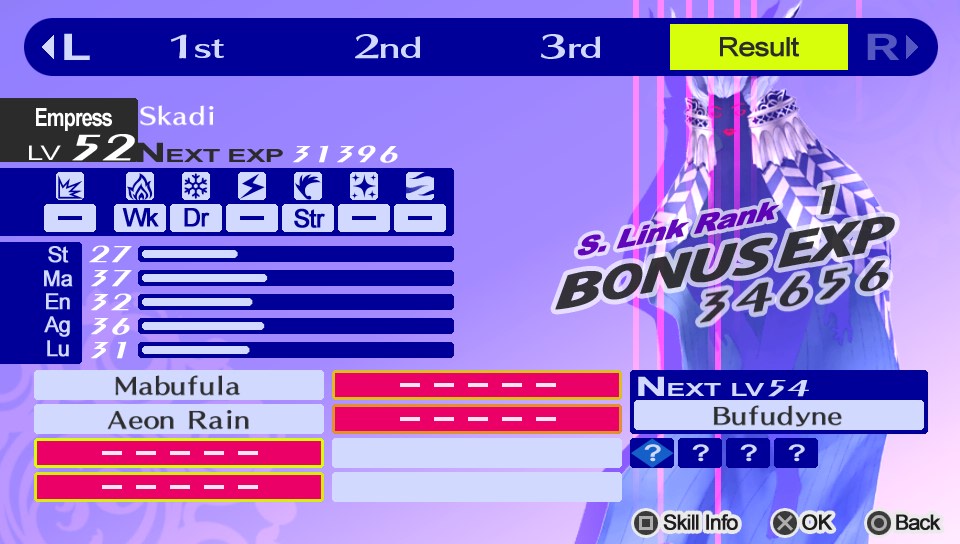 L 1st 2nd 3rd Result R
Empress Skadi
LV 52 NEXT EXP 31396
— Wk Dr — Str — —
St 27
Ma 37
En 32
Ag 36
Lu 31
S. Link Rank 1
BONUS EXP
34656
Mabufula — — — — —
Aeon Rain — — — — —
— — — — —
— — — — —
NEXT LV 54
Bufudyne
? ? ? ?
Skill Info OK Back